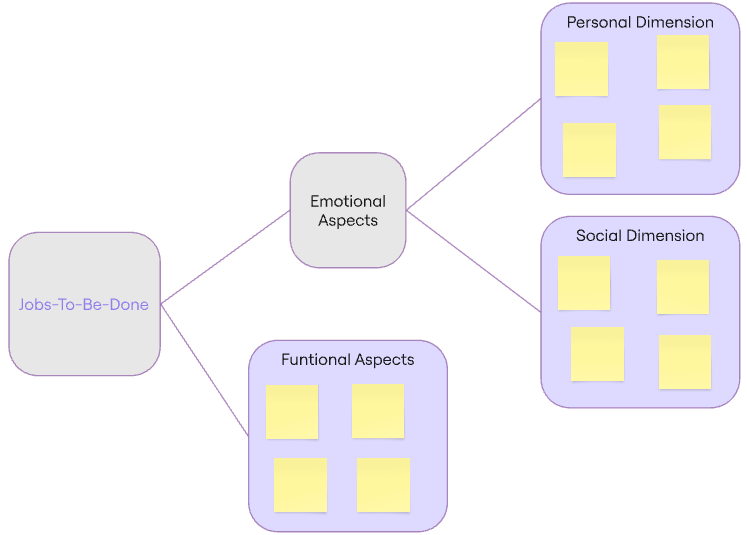 Personal Dimension
Emotional
Aspects
Social Dimension
Jobs-To-Be-Done
Funtional Aspects